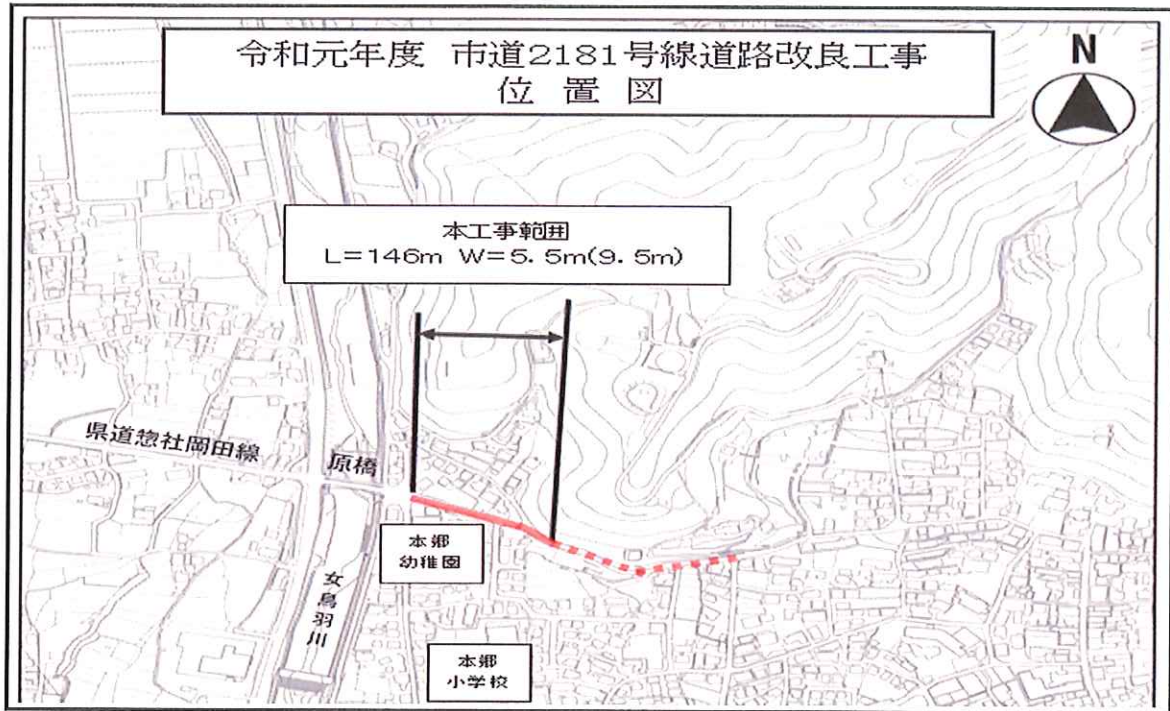 令和元年度 市道2181号線道路改良工事
位置図
N
本工事範囲
L=146m W=5.5m(9.5m)
県道惣社岡田線
原橋
本郷
幼稚園
女鳥羽川
本郷
小学校